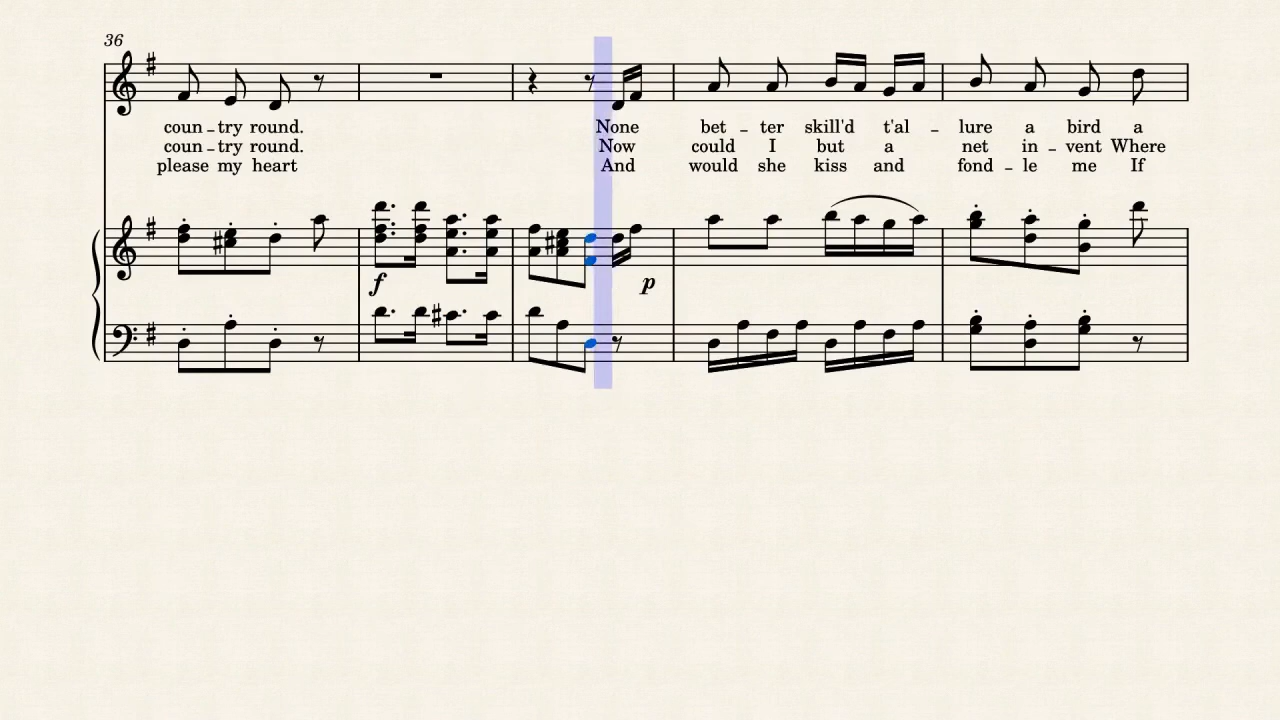 36
coun - try round. None bet - ter skill'd t'al - lure a bird a
coun - try round. Now could I but a net in - vent Where
please my heart And would she kiss and fond - le me If
f p